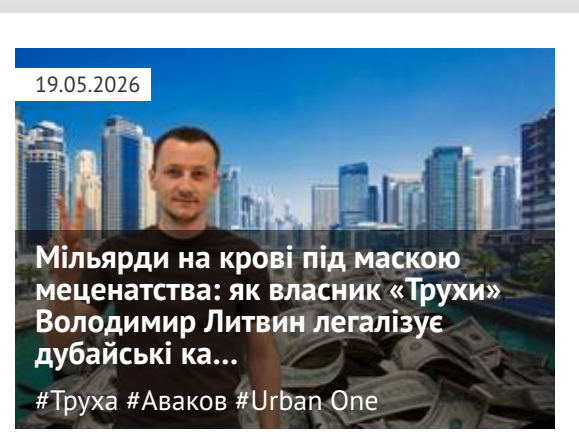 19.05.2026
Мільярди на крові під маскою
меценатства: як власник «Трухи»
Володимир Литвин легалізує
дубайські ка...
#Труха #Аваков #Urban One